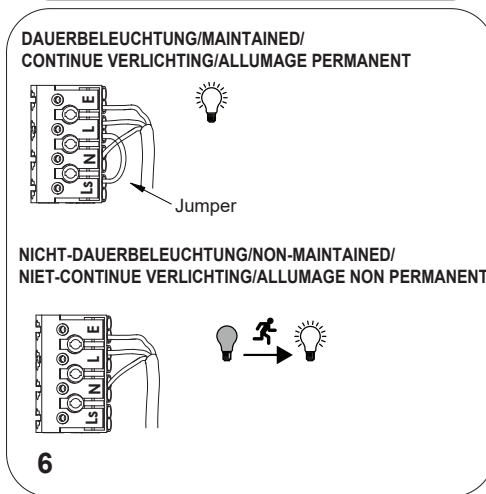 DAUERBELEUCHTUNG/MAINTAINED/
CONTINUE VERLICHTING/ALLUMAGE PERMANENT
E
L
N
Ls
Jumper
NICHT-DAUERBELEUCHTUNG/NON-MAINTAINED/
NIET-CONTINUE VERLICHTING/ALLUMAGE NON PERMANENT
E
L
N
Ls
6